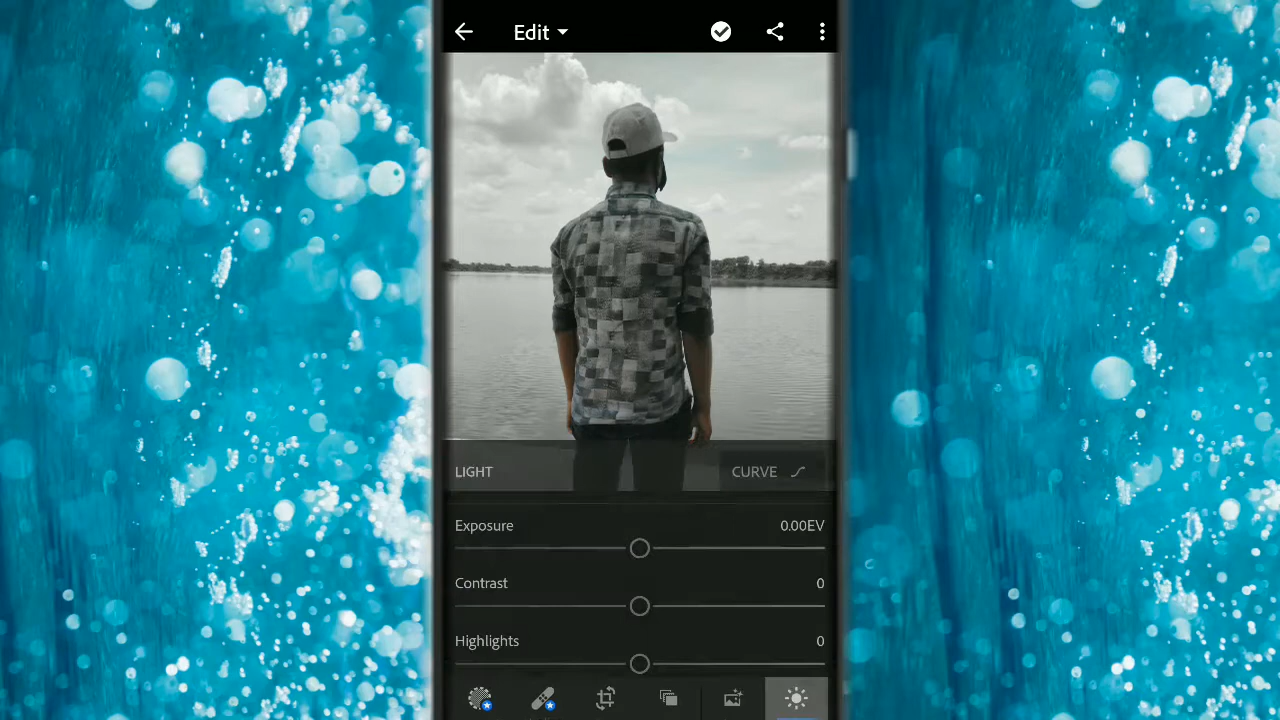 Edit
LIGHT
CURVE
Exposure
0.00EV
Contrast
0
Highlights
0